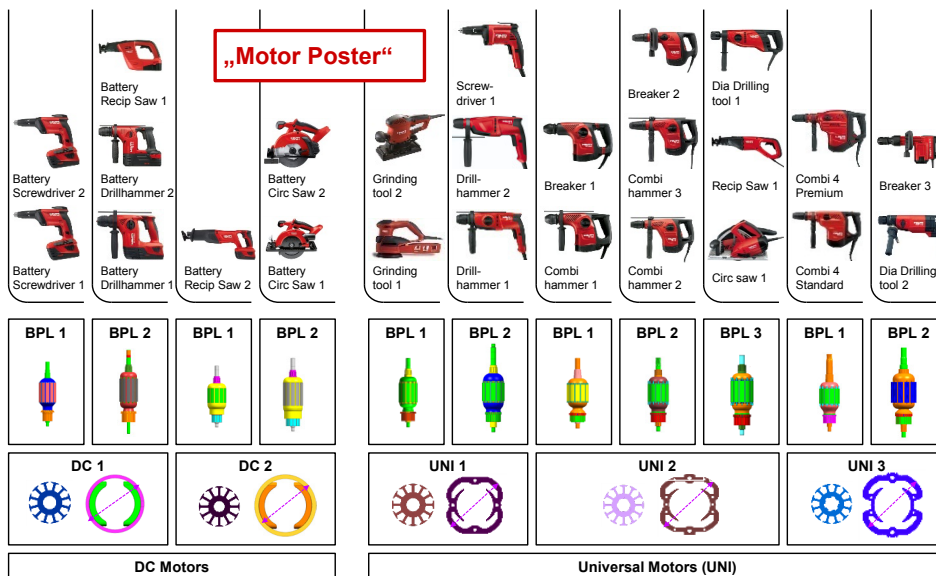 „Motor Poster“
Battery
Recip Saw 1
Screw-
driver 1
Breaker 2
Dia Drilling
tool 1
Battery
Screwdriver 2
Battery
Drillhammer 2
Battery
Circ Saw 2
Grinding
tool 2
Drill-
hammer 2
Breaker 1
Combi
hammer 3
Recip Saw 1
Combi 4
Premium
Breaker 3
Battery
Screwdriver 1
Battery
Drillhammer 1
Battery
Recip Saw 2
Battery
Circ Saw 1
Grinding
tool 1
Drill-
hammer 1
Combi
hammer 1
Combi
hammer 2
Circ saw 1
Combi 4
Standard
Dia Drilling
tool 2
BPL 1
BPL 2
BPL 1
BPL 2
BPL 1
BPL 2
BPL 1
BPL 2
BPL 3
BPL 1
BPL 2
DC 1
DC 2
UNI 1
UNI 2
UNI 3
DC Motors
Universal Motors (UNI)